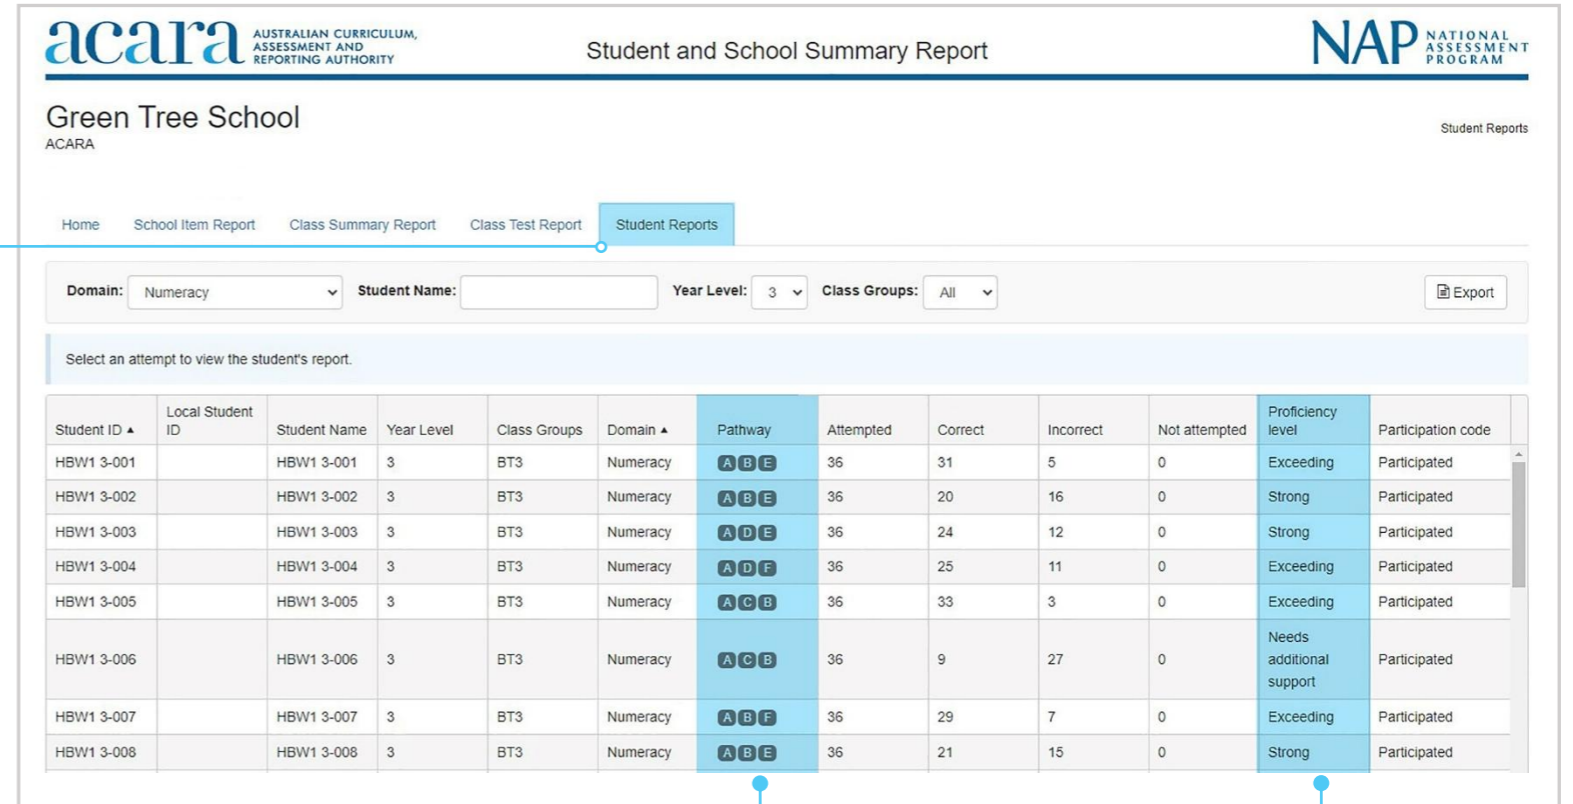 acara AUSTRALIAN CURRICULUM,
ASSESSMENT AND
REPORTING AUTHORITY
Student and School Summary Report
NAP NATIONAL
ASSESSMENT
PROGRAM
Green Tree School
ACARA
Student Reports
Home School Item Report Class Summary Report Class Test Report Student Reports
Domain: Numeracy Student Name: Year Level: 3 Class Groups: All Export
Select an attempt to view the student's report.
Student ID ▲ Local Student ID Student Name Year Level Class Groups Domain ▲ Pathway Attempted Correct Incorrect Not attempted Proficiency level Participation code
HBW1 3-001 HBW1 3-001 3 BT3 Numeracy A B E 36 31 5 0 Exceeding Participated
HBW1 3-002 HBW1 3-002 3 BT3 Numeracy A B E 36 20 16 0 Strong Participated
HBW1 3-003 HBW1 3-003 3 BT3 Numeracy A D E 36 24 12 0 Strong Participated
HBW1 3-004 HBW1 3-004 3 BT3 Numeracy A D F 36 25 11 0 Exceeding Participated
HBW1 3-005 HBW1 3-005 3 BT3 Numeracy A C B 36 33 3 0 Exceeding Participated
HBW1 3-006 HBW1 3-006 3 BT3 Numeracy A C B 36 9 27 0 Needs additional support Participated
HBW1 3-007 HBW1 3-007 3 BT3 Numeracy A B F 36 29 7 0 Exceeding Participated
HBW1 3-008 HBW1 3-008 3 BT3 Numeracy A B E 36 21 15 0 Strong Participated